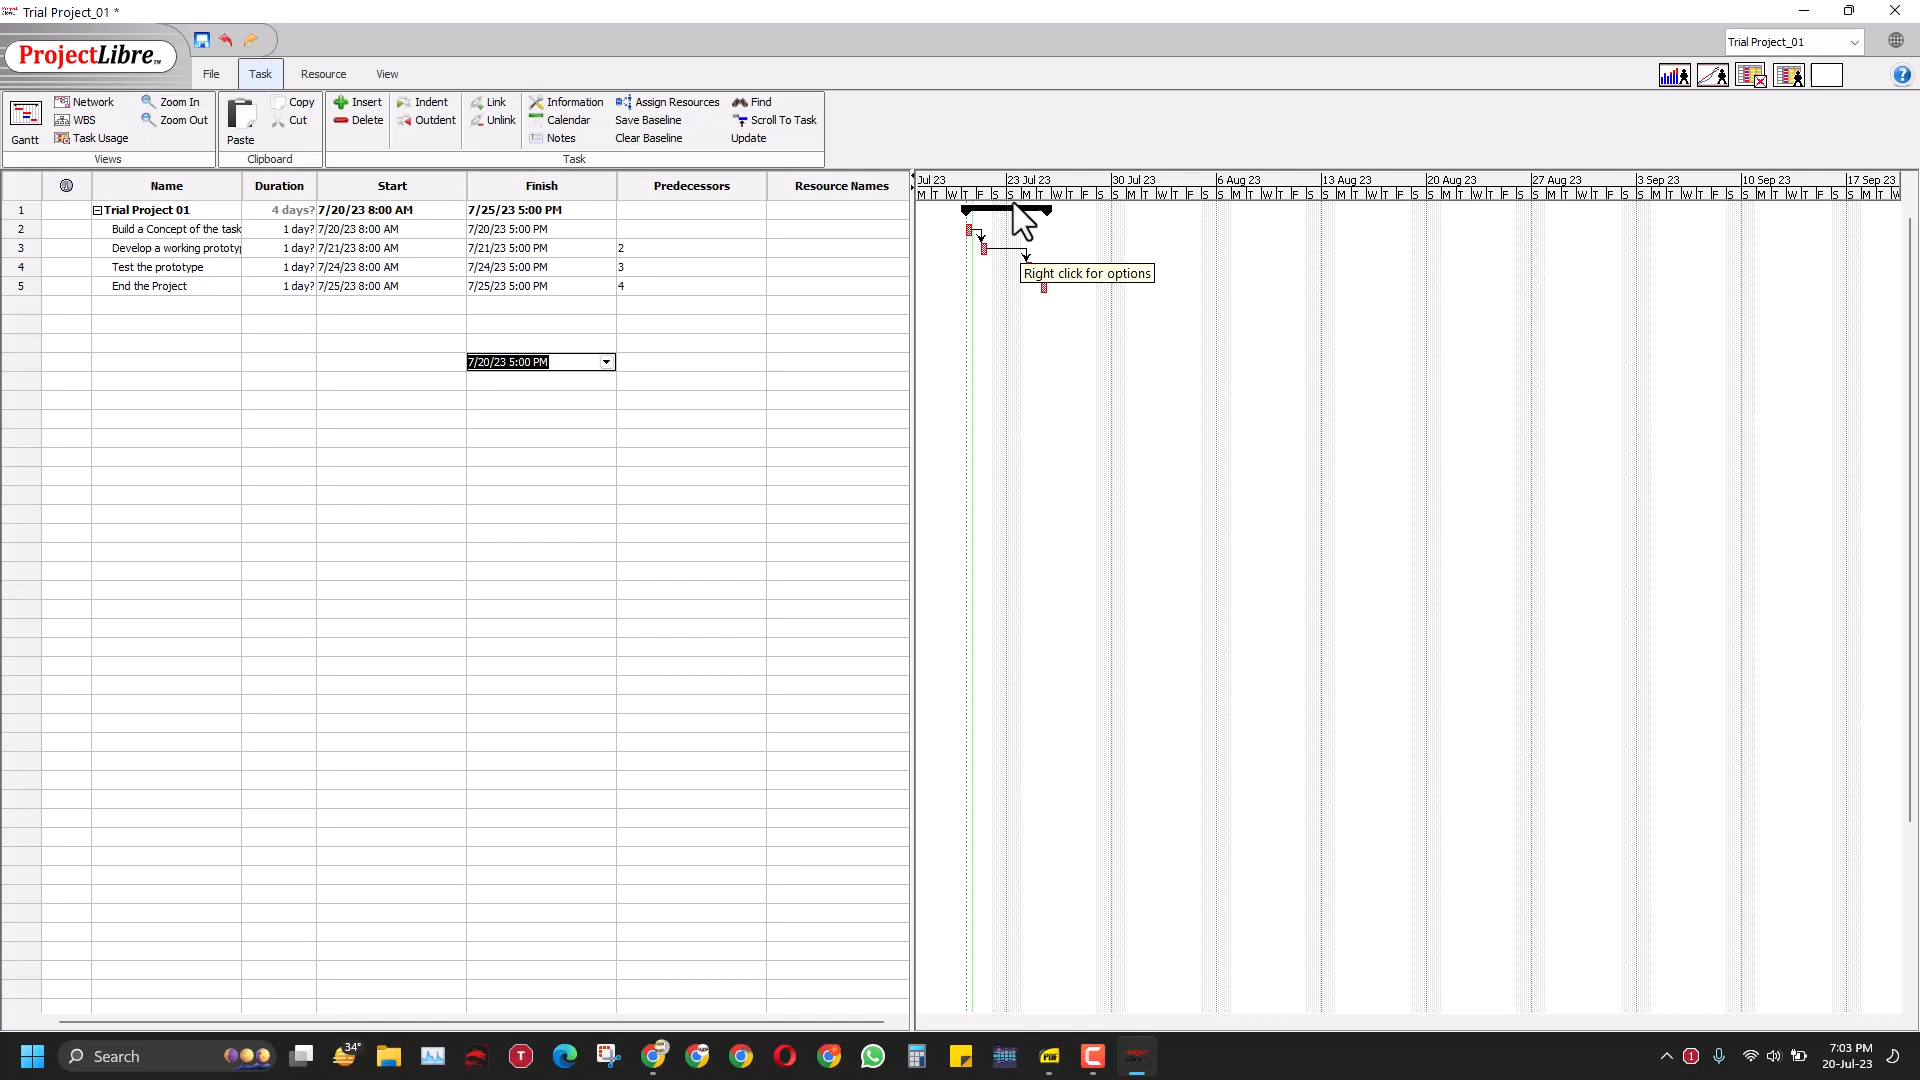 Trial Project_01 *
ProjectLibre™
Trial Project_01
File Task Resource View
Gantt
Network
WBS
Task Usage
Zoom In
Zoom Out
Views
Paste
Copy
Cut
Clipboard
Insert
Delete
Indent
Outdent
Link
Unlink
Information
Calendar
Notes
Assign Resources
Save Baseline
Clear Baseline
Find
Scroll To Task
Update
Task
Name Duration Start Finish Predecessors Resource Names
1 Trial Project 01 4 days? 7/20/23 8:00 AM 7/25/23 5:00 PM
2 Build a Concept of the task 1 day? 7/20/23 8:00 AM 7/20/23 5:00 PM
3 Develop a working prototyp 1 day? 7/21/23 8:00 AM 7/21/23 5:00 PM 2
4 Test the prototype 1 day? 7/24/23 8:00 AM 7/24/23 5:00 PM 3
5 End the Project 1 day? 7/25/23 8:00 AM 7/25/23 5:00 PM 4
7/20/23 5:00 PM
Jul 23 23 Jul 23 30 Jul 23 6 Aug 23 13 Aug 23 20 Aug 23 27 Aug 23 3 Sep 23 10 Sep 23 17 Sep 23
M T W T F S S M T W T F S S M T W T F S S M T W T F S S M T W T F S S M T W T F S S M T W T F S S M T W T F S S M T W T F S S M T W
Right click for options
Search
34°
7:03 PM
20-Jul-23